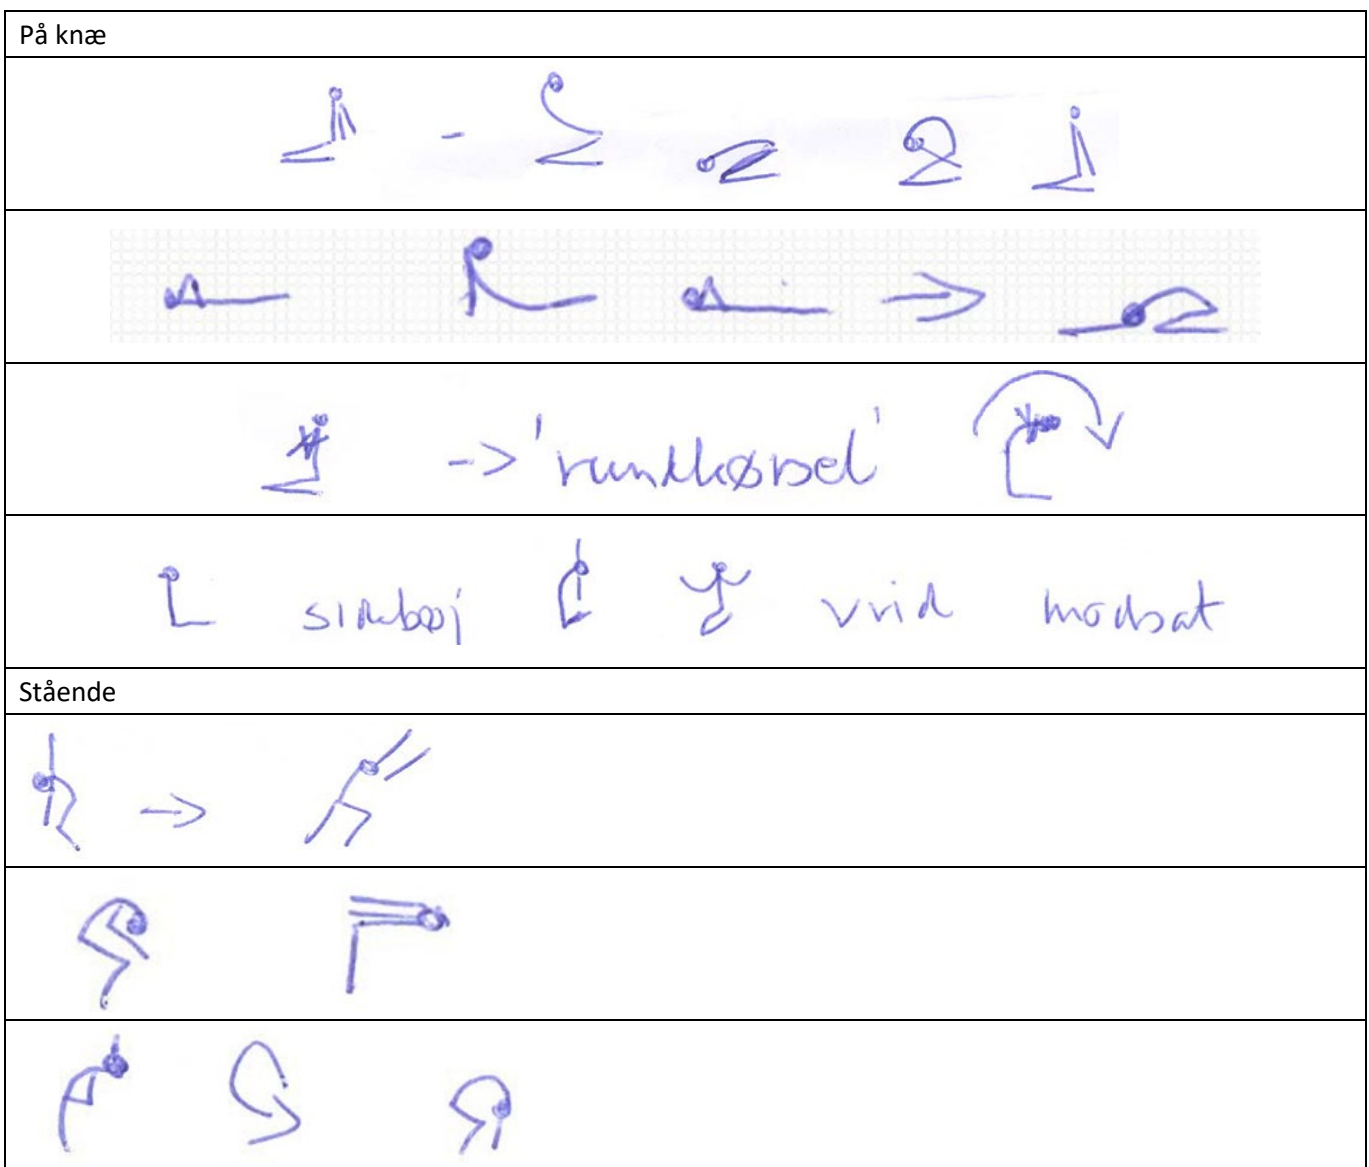 På knæ
-> 'rundkørsel'
sidebøj vrid modsat
Stående